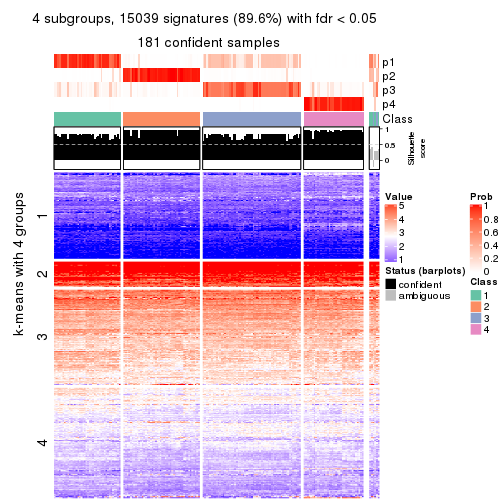 4 subgroups, 15039 signatures (89.6%) with fdr < 0.05
181 confident samples
p1
p2
p3
p4
Class
1
0.5
0
Silhouette
score
k-means with 4 groups
1
2
3
4
Value
5
4
3
2
1
Status (barplots)
confident
ambiguous
Prob
1
0.8
0.6
0.4
0.2
0
Class
1
2
3
4